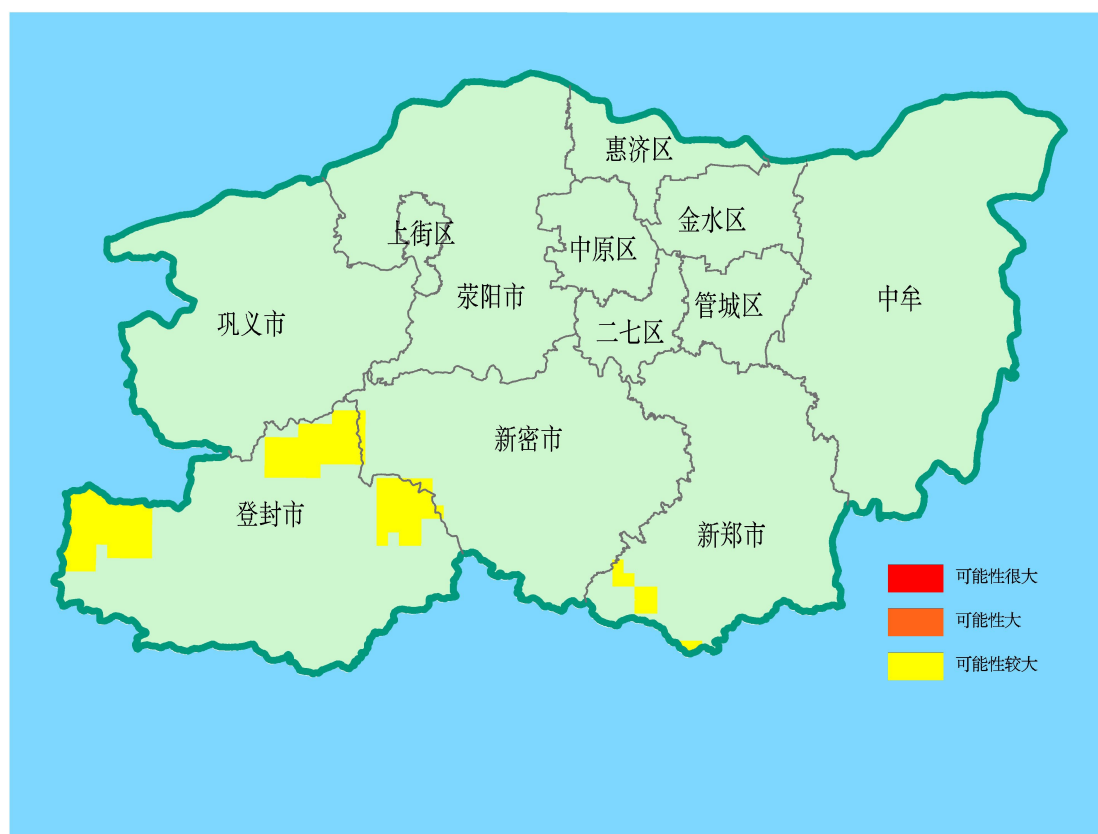 惠济区
金水区
上街区
中原区
荥阳市
中牟
管城区
巩义市
二七区
新密市
登封市
新郑市
可能性很大
可能性大
可能性较大